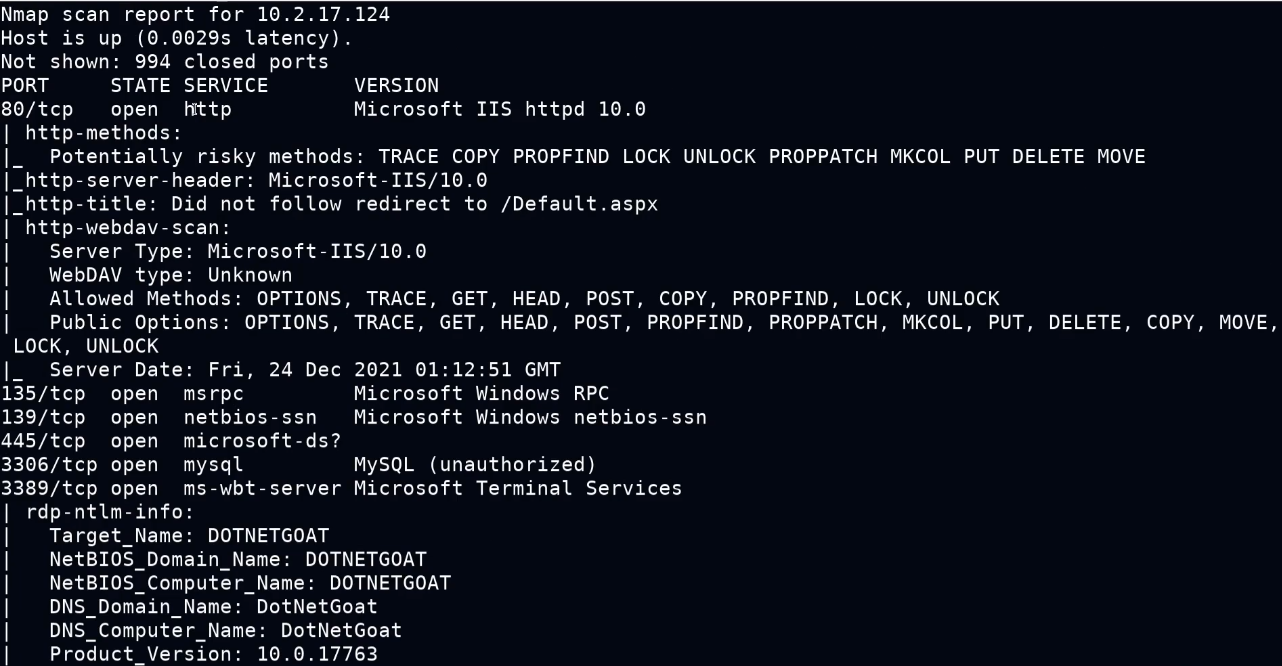 Nmap scan report for 10.2.17.124
Host is up (0.0029s latency).
Not shown: 994 closed ports
PORT     STATE SERVICE       VERSION
80/tcp   open  http          Microsoft IIS httpd 10.0
| http-methods:
|_  Potentially risky methods: TRACE COPY PROPFIND LOCK UNLOCK PROPPATCH MKCOL PUT DELETE MOVE
|_http-server-header: Microsoft-IIS/10.0
|_http-title: Did not follow redirect to /Default.aspx
| http-webdav-scan:
|   Server Type: Microsoft-IIS/10.0
|   WebDAV type: Unknown
|   Allowed Methods: OPTIONS, TRACE, GET, HEAD, POST, COPY, PROPFIND, LOCK, UNLOCK
|   Public Options: OPTIONS, TRACE, GET, HEAD, POST, PROPFIND, PROPPATCH, MKCOL, PUT, DELETE, COPY, MOVE,
 LOCK, UNLOCK
|_  Server Date: Fri, 24 Dec 2021 01:12:51 GMT
135/tcp  open  msrpc         Microsoft Windows RPC
139/tcp  open  netbios-ssn   Microsoft Windows netbios-ssn
445/tcp  open  microsoft-ds?
3306/tcp open  mysql         MySQL (unauthorized)
3389/tcp open  ms-wbt-server Microsoft Terminal Services
| rdp-ntlm-info:
|   Target_Name: DOTNETGOAT
|   NetBIOS_Domain_Name: DOTNETGOAT
|   NetBIOS_Computer_Name: DOTNETGOAT
|   DNS_Domain_Name: DotNetGoat
|   DNS_Computer_Name: DotNetGoat
|   Product_Version: 10.0.17763